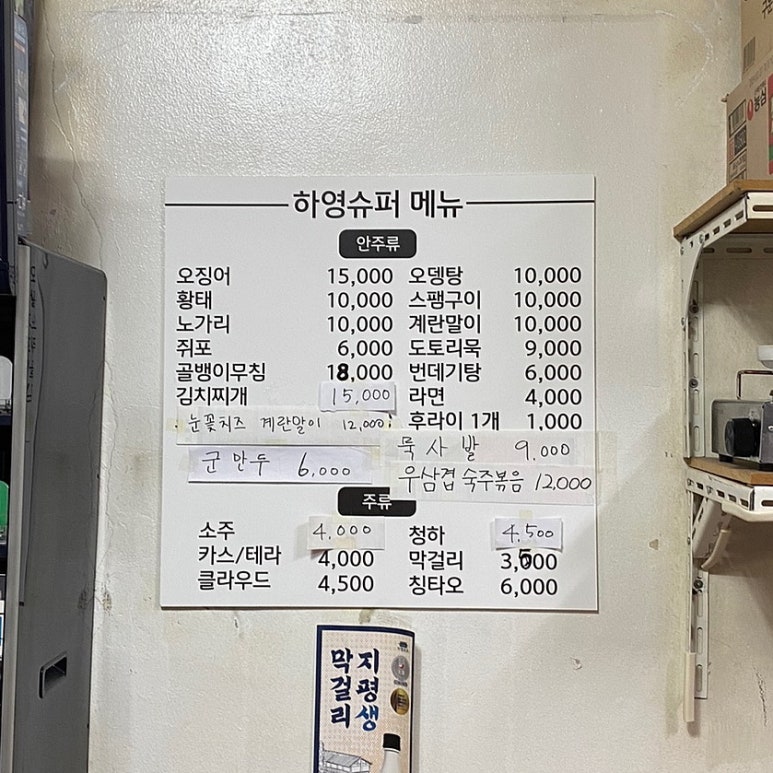 하영슈퍼 메뉴
안주류
오징어 15,000
황태 10,000
노가리 10,000
쥐포 6,000
골뱅이무침 18,000
김치찌개 15,000
눈꽃치즈 계란말이 12,000
군만두 6,000
오뎅탕 10,000
스팸구이 10,000
계란말이 10,000
도토리묵 9,000
번데기탕 6,000
라면 4,000
후라이 1개 1,000
묵사발 9.000
우삼겹 숙주볶음 12,000
주류
소주 4.000
카스/테라 4,000
클라우드 4,500
청하 4.500
막걸리 3,500
칭타오 6,000
지평생
막걸리
농심